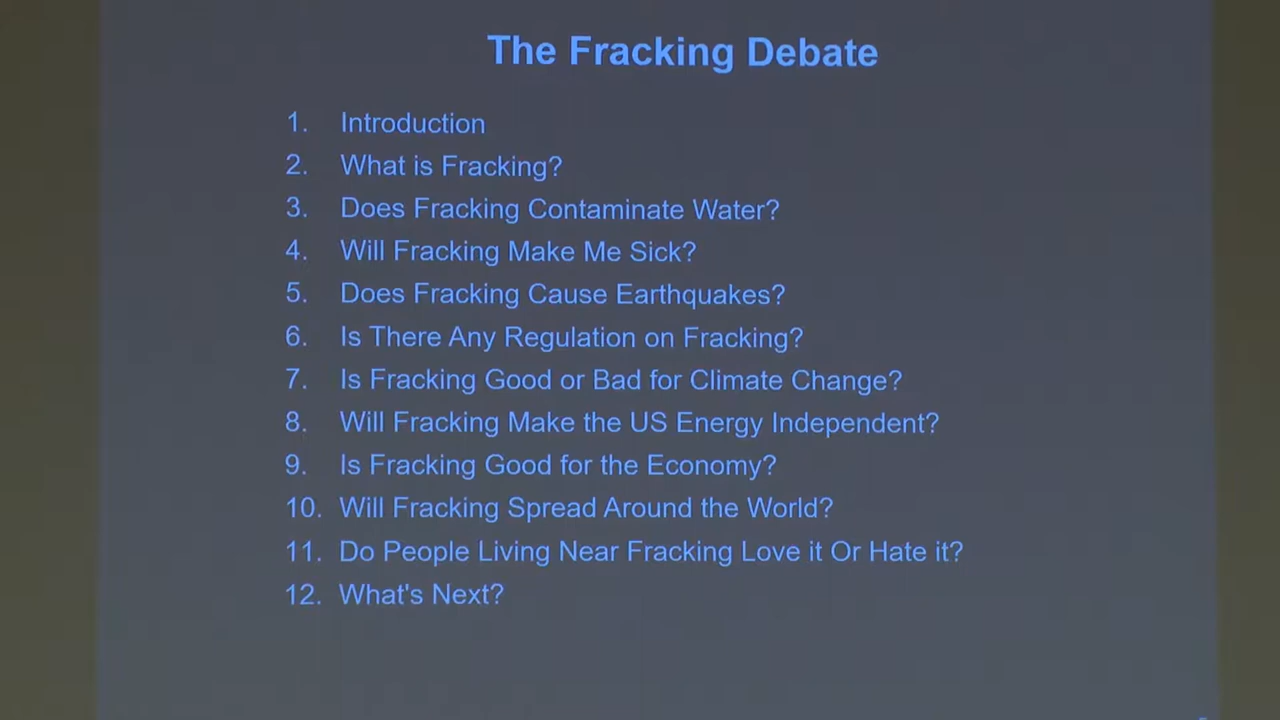 The Fracking Debate
1. Introduction
2. What is Fracking?
3. Does Fracking Contaminate Water?
4. Will Fracking Make Me Sick?
5. Does Fracking Cause Earthquakes?
6. Is There Any Regulation on Fracking?
7. Is Fracking Good or Bad for Climate Change?
8. Will Fracking Make the US Energy Independent?
9. Is Fracking Good for the Economy?
10. Will Fracking Spread Around the World?
11. Do People Living Near Fracking Love it Or Hate it?
12. What's Next?